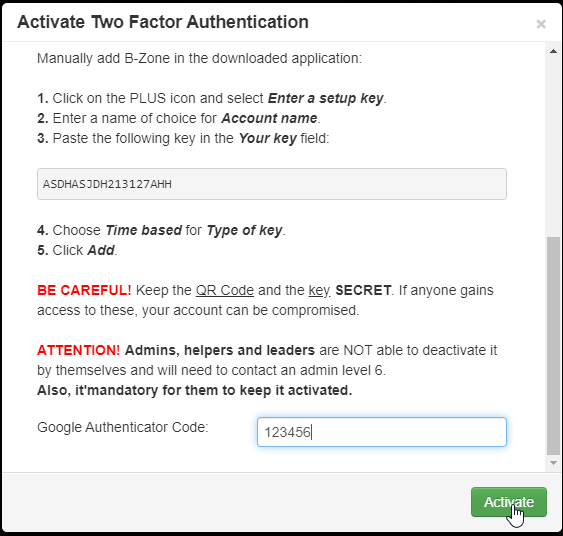 Activate Two Factor Authentication
×
Manually add B-Zone in the downloaded application:
1. Click on the PLUS icon and select Enter a setup key.
2. Enter a name of choice for Account name.
3. Paste the following key in the Your key field:
ASDHASJDH213127AHH
4. Choose Time based for Type of key.
5. Click Add.
BE CAREFUL! Keep the QR Code and the key SECRET. If anyone gains
access to these, your account can be compromised.
ATTENTION! Admins, helpers and leaders are NOT able to deactivate it
by themselves and will need to contact an admin level 6.
Also, it'mandatory for them to keep it activated.
Google Authenticator Code:
123456
Activate